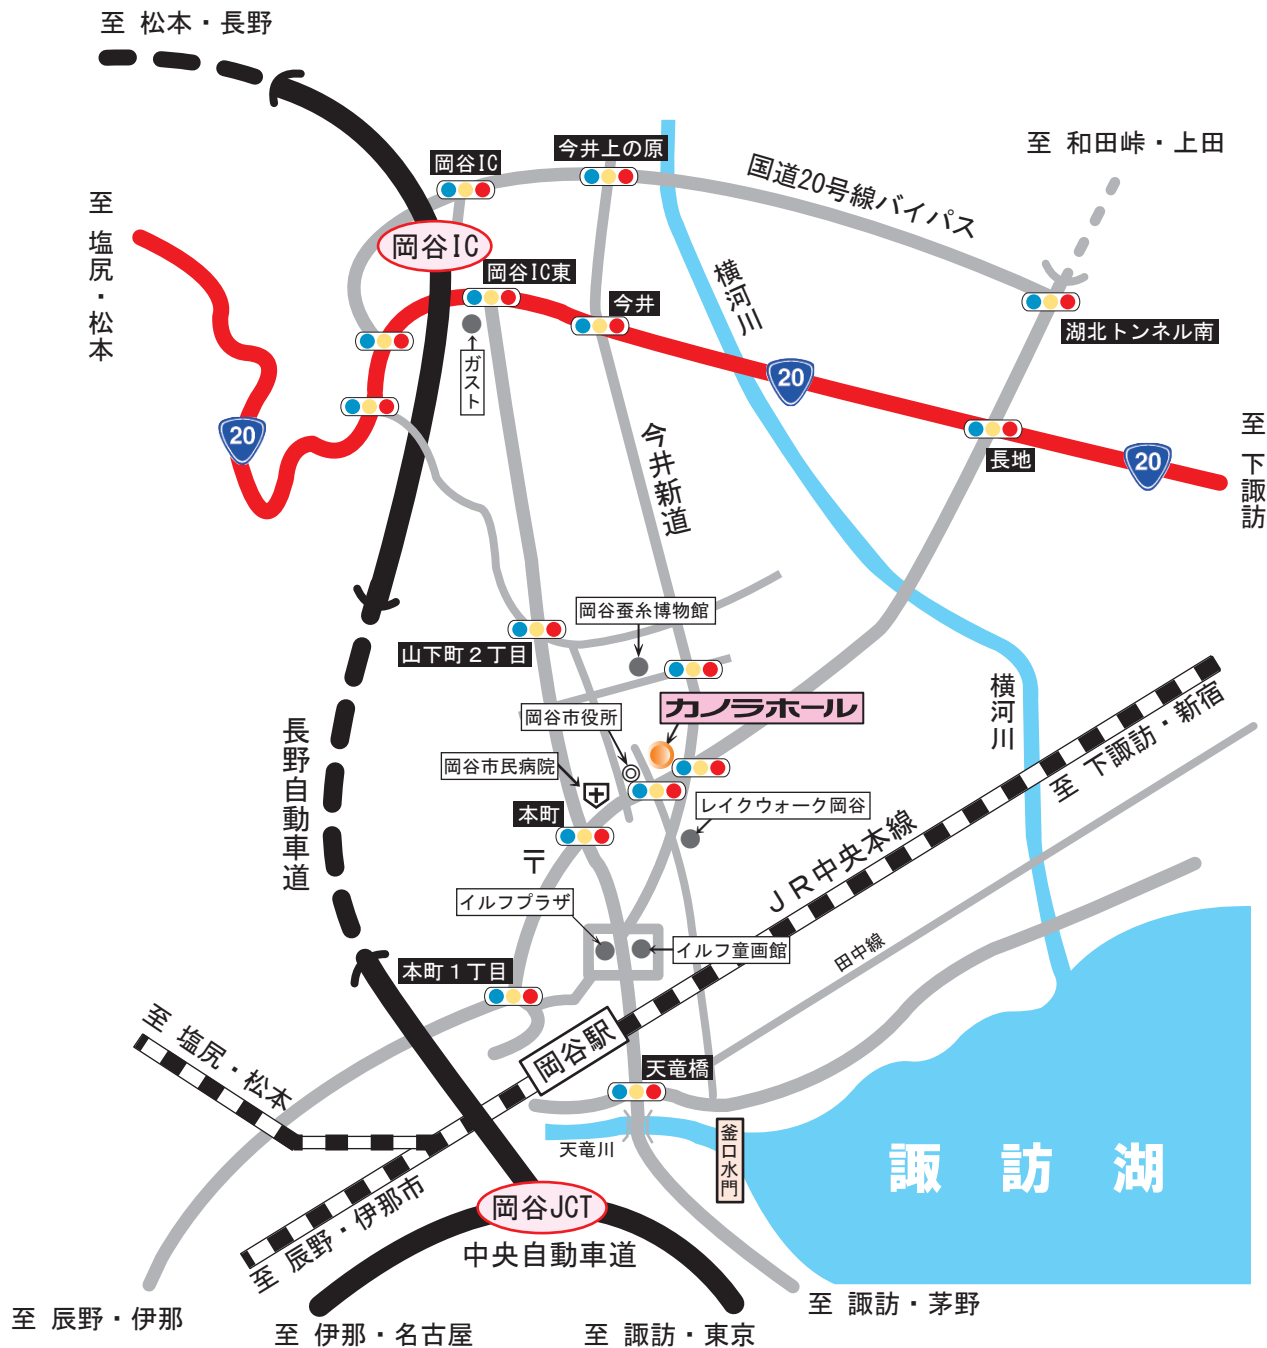 至 松本・長野
今井上の原
至 和田峠・上田
岡谷IC
国道20号線バイパス
至 塩尻・松本
岡谷IC
岡谷IC東
横河川
今井
湖北トンネル南
ガスト
20
20
今井新道
至 下諏訪
長地
20
岡谷蚕糸博物館
山下町2丁目
カノラホール
岡谷市役所
横河川
至 下諏訪・新宿
長野自動車道
岡谷市民病院
レイクウォーク岡谷
本町
〒
JR中央本線
イルフプラザ
イルフ童画館
田中線
本町1丁目
至 塩尻・松本
岡谷駅
天竜橋
天竜川
釜口水門
諏訪湖
至 辰野・伊那市
岡谷JCT
中央自動車道
至 辰野・伊那
至 伊那・名古屋
至 諏訪・東京
至 諏訪・茅野